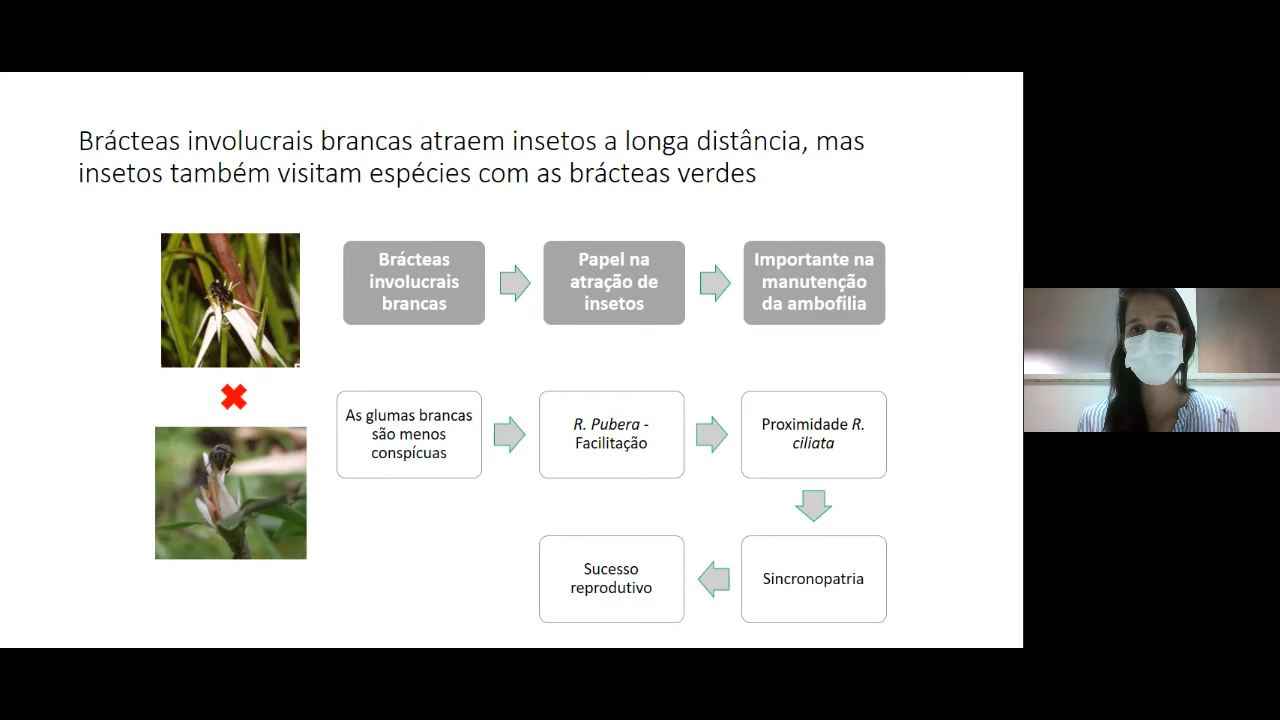 Brácteas involucrais brancas atraem insetos a longa distância, mas
insetos também visitam espécies com as brácteas verdes
Brácteas
involucrais
brancas
Papel na
atração de
insetos
Importante na
manutenção
da ambofilia
As glumas brancas
são menos
conspícuas
R. Pubera -
Facilitação
Proximidade R.
ciliata
Sucesso
reprodutivo
Sincronopatria